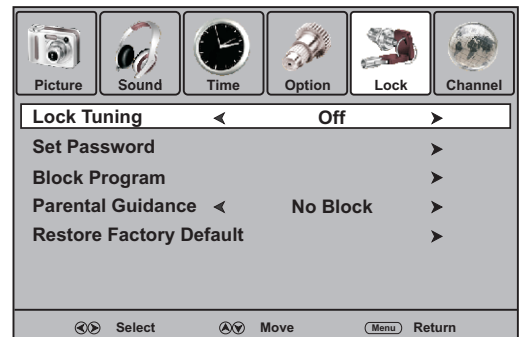 Picture Sound Time Option Lock Channel
Lock Tuning Off
Set Password
Block Program
Parental Guidance No Block
Restore Factory Default
Select Move Menu Return